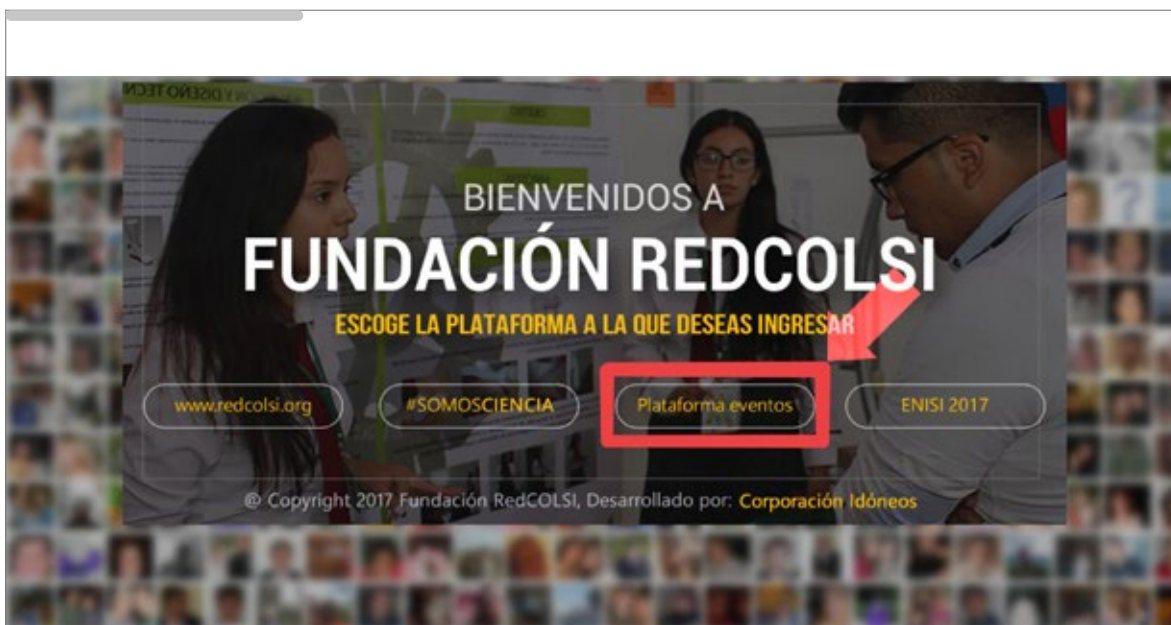 BIENVENIDOS A
FUNDACIÓN REDCOLSI
ESCOGE LA PLATAFORMA A LA QUE DESEAS INGRESAR
www.redcolsi.org #SOMOSCIENCIA Plataforma eventos ENISI 2017
@ Copyright 2017 Fundación RedCOLSI, Desarrollado por: Corporación Idóneos